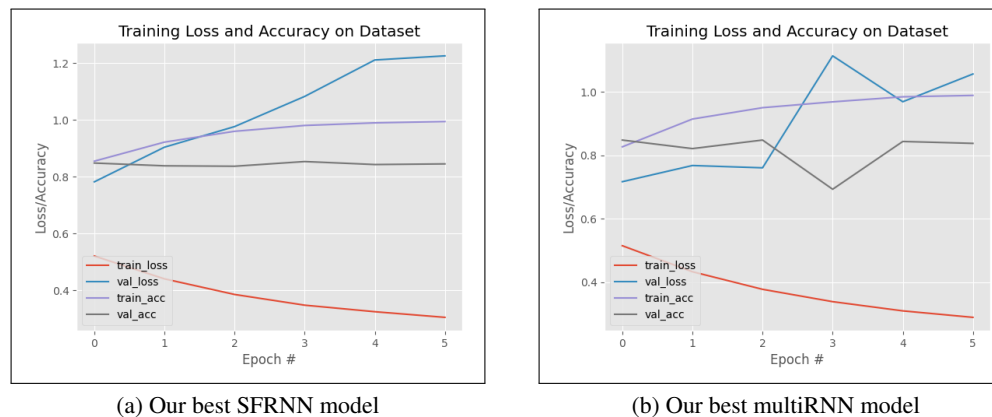 Training Loss and Accuracy on Dataset
1.2
1.0
0.8
0.6
0.4
Loss/Accuracy
train_loss
val_loss
train_acc
val_acc
0 1 2 3 4 5
Epoch #
(a) Our best SFRNN model
Training Loss and Accuracy on Dataset
1.0
0.8
0.6
0.4
Loss/Accuracy
train_loss
val_loss
train_acc
val_acc
0 1 2 3 4 5
Epoch #
(b) Our best multiRNN model